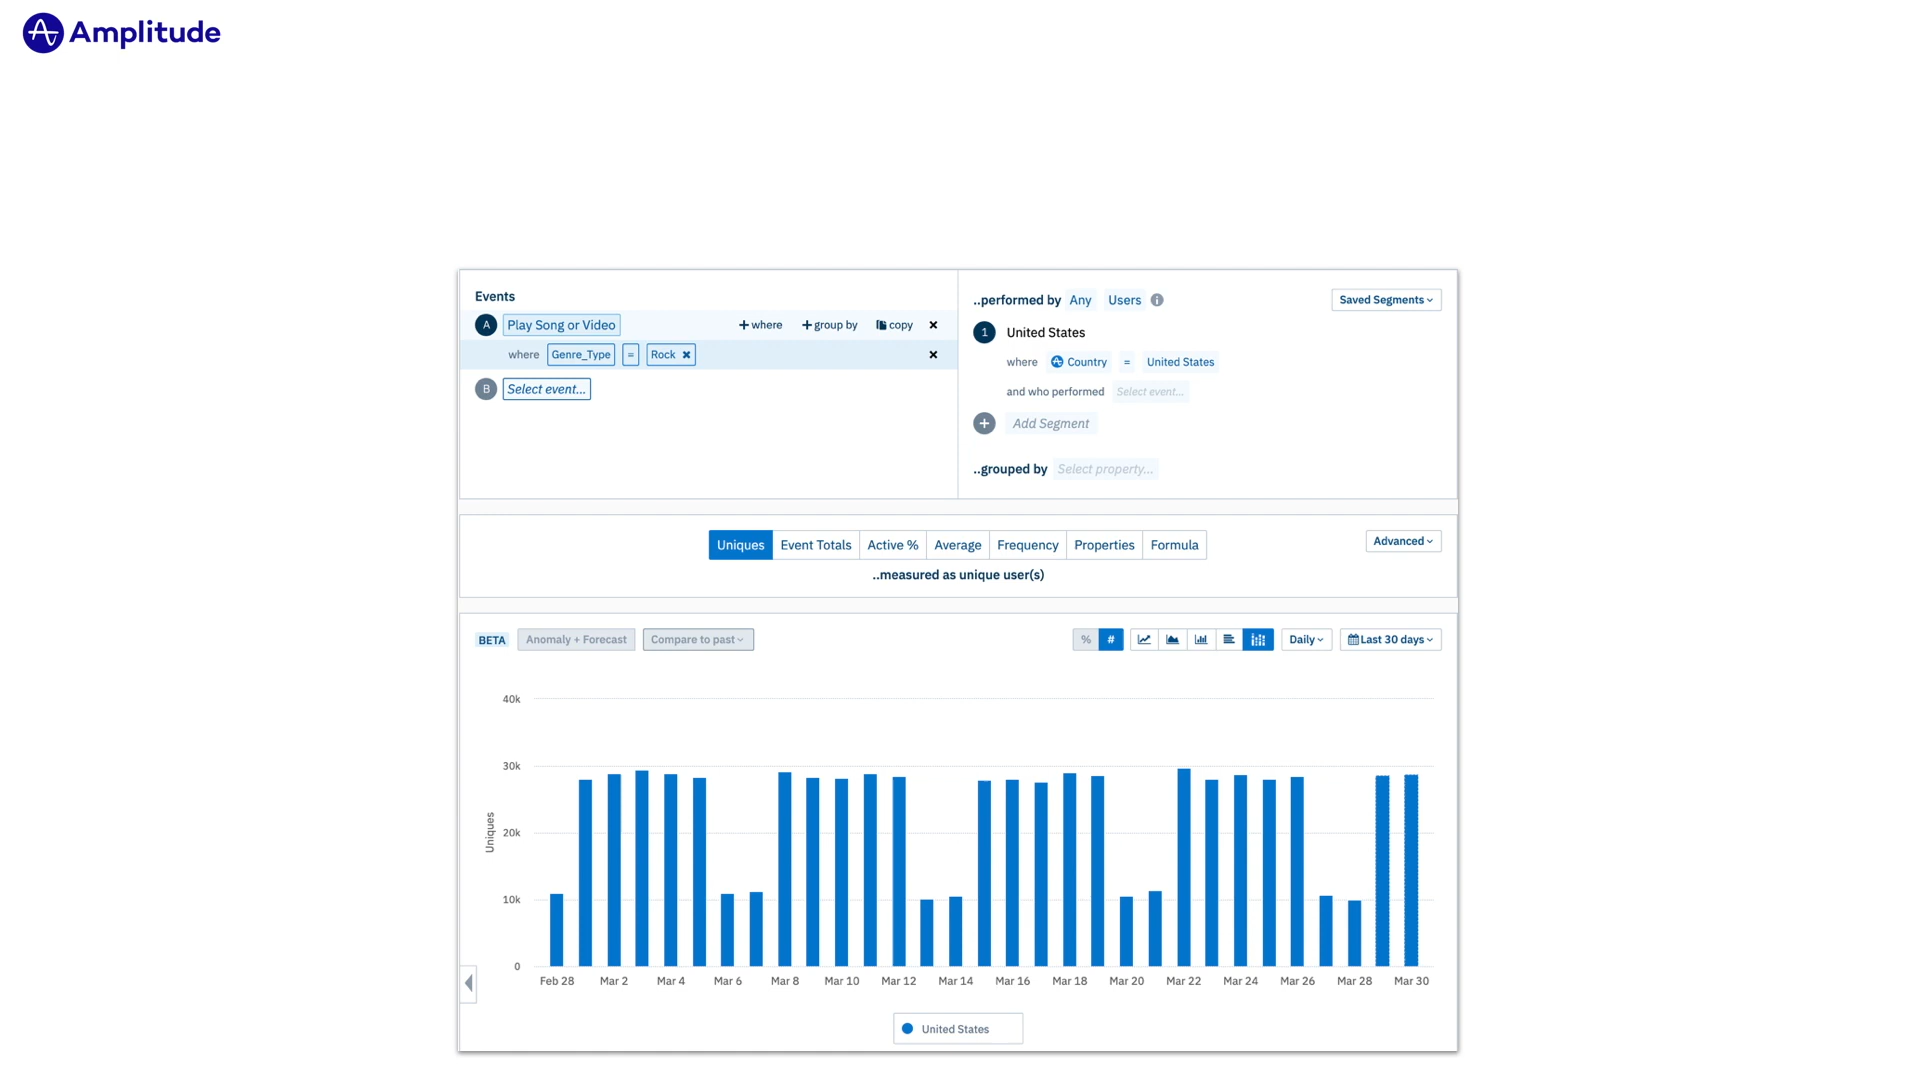 Amplitude
Events
A Play Song or Video + where + group by copy ×
where Genre_Type = Rock × ×
B Select event...
..performed by Any Users i Saved Segments
1 United States
where Country = United States
and who performed Select event...
+ Add Segment
..grouped by Select property...
Uniques Event Totals Active % Average Frequency Properties Formula Advanced
..measured as unique user(s)
BETA Anomaly + Forecast Compare to past % # Daily Last 30 days
40k
30k
20k
10k
0
Uniques
Feb 28 Mar 2 Mar 4 Mar 6 Mar 8 Mar 10 Mar 12 Mar 14 Mar 16 Mar 18 Mar 20 Mar 22 Mar 24 Mar 26 Mar 28 Mar 30
United States